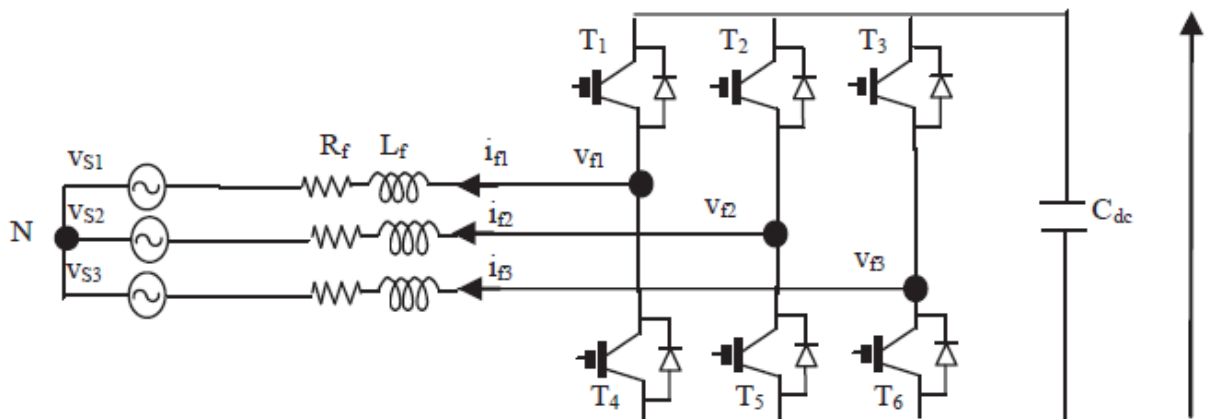 T1 T2 T3
Rf Lf if1 vf1
vS1
vS2 if2 vf2
N
Cdc
vS3 if3 vf3
T4 T5 T6